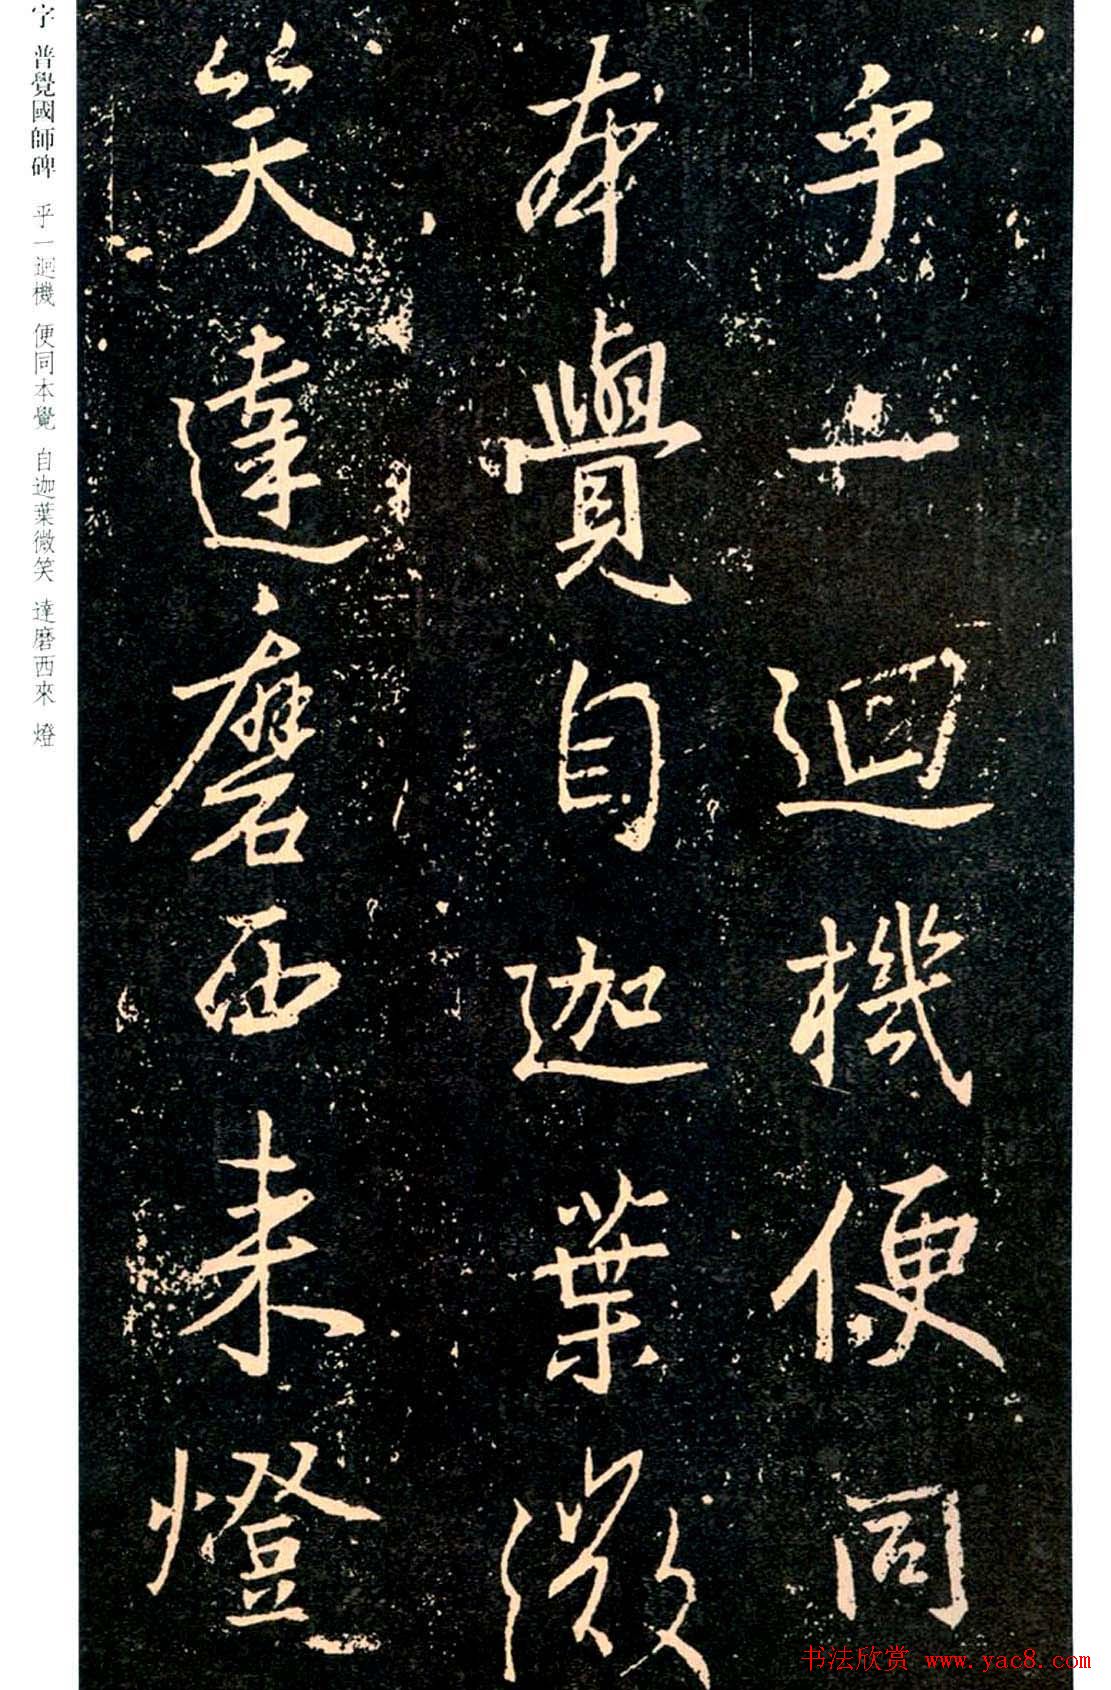 乎一迴機便同
本覺自迦葉微
笑達磨西来燈
字 普覺國師碑 乎一迴機 便同本覺 自迦葉微笑 達磨西來 燈
书法欣赏 www.yac8.com